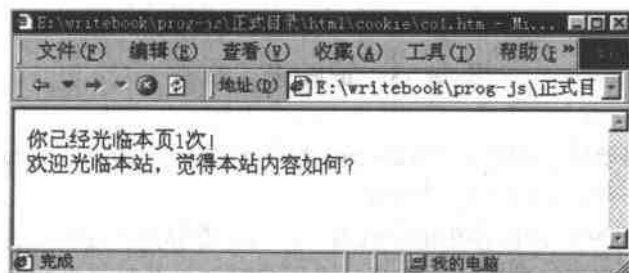 E:\writebook\prog-js\正式目录\html\cookie\co1.htm - Mi...
文件(F) 编辑(E) 查看(V) 收藏(A) 工具(T) 帮助(H »
地址(D) E:\writebook\prog-js\正式目
你已经光临本页1次!
欢迎光临本站，觉得本站内容如何?
完成 我的电脑